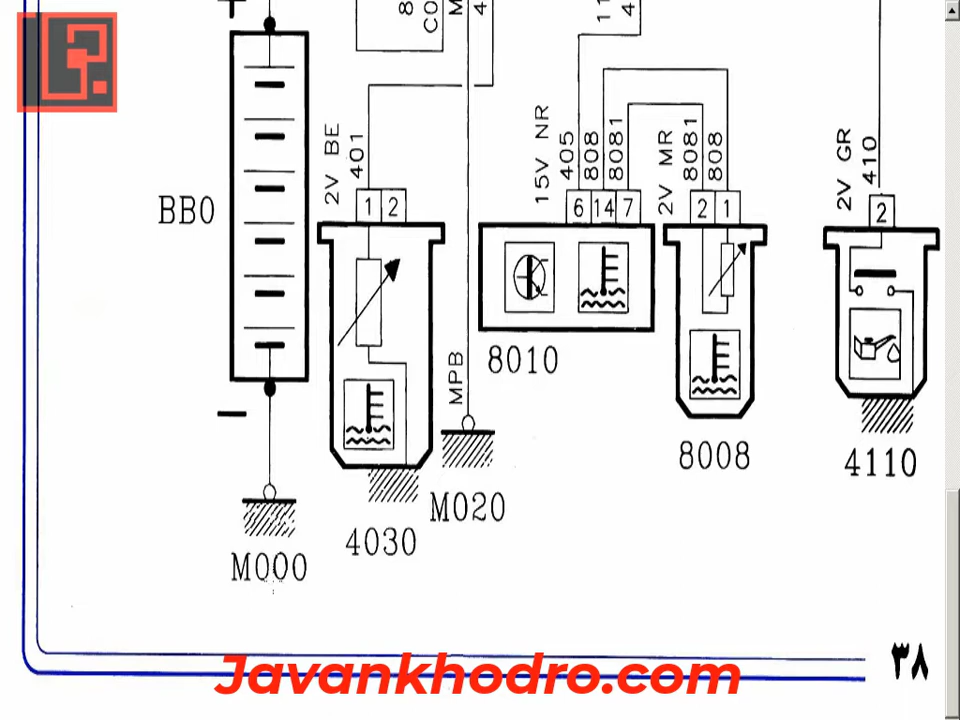 +
8
CO
M
4
11
4
2V BE
401
15V NR
405
808
8081
2V MR
8081
808
2V GR
410
1 2
6 14 7
2 1
2
BB0
MPB
8010
8008
4110
4030
M020
M000
۳۸
Javankhodro.com